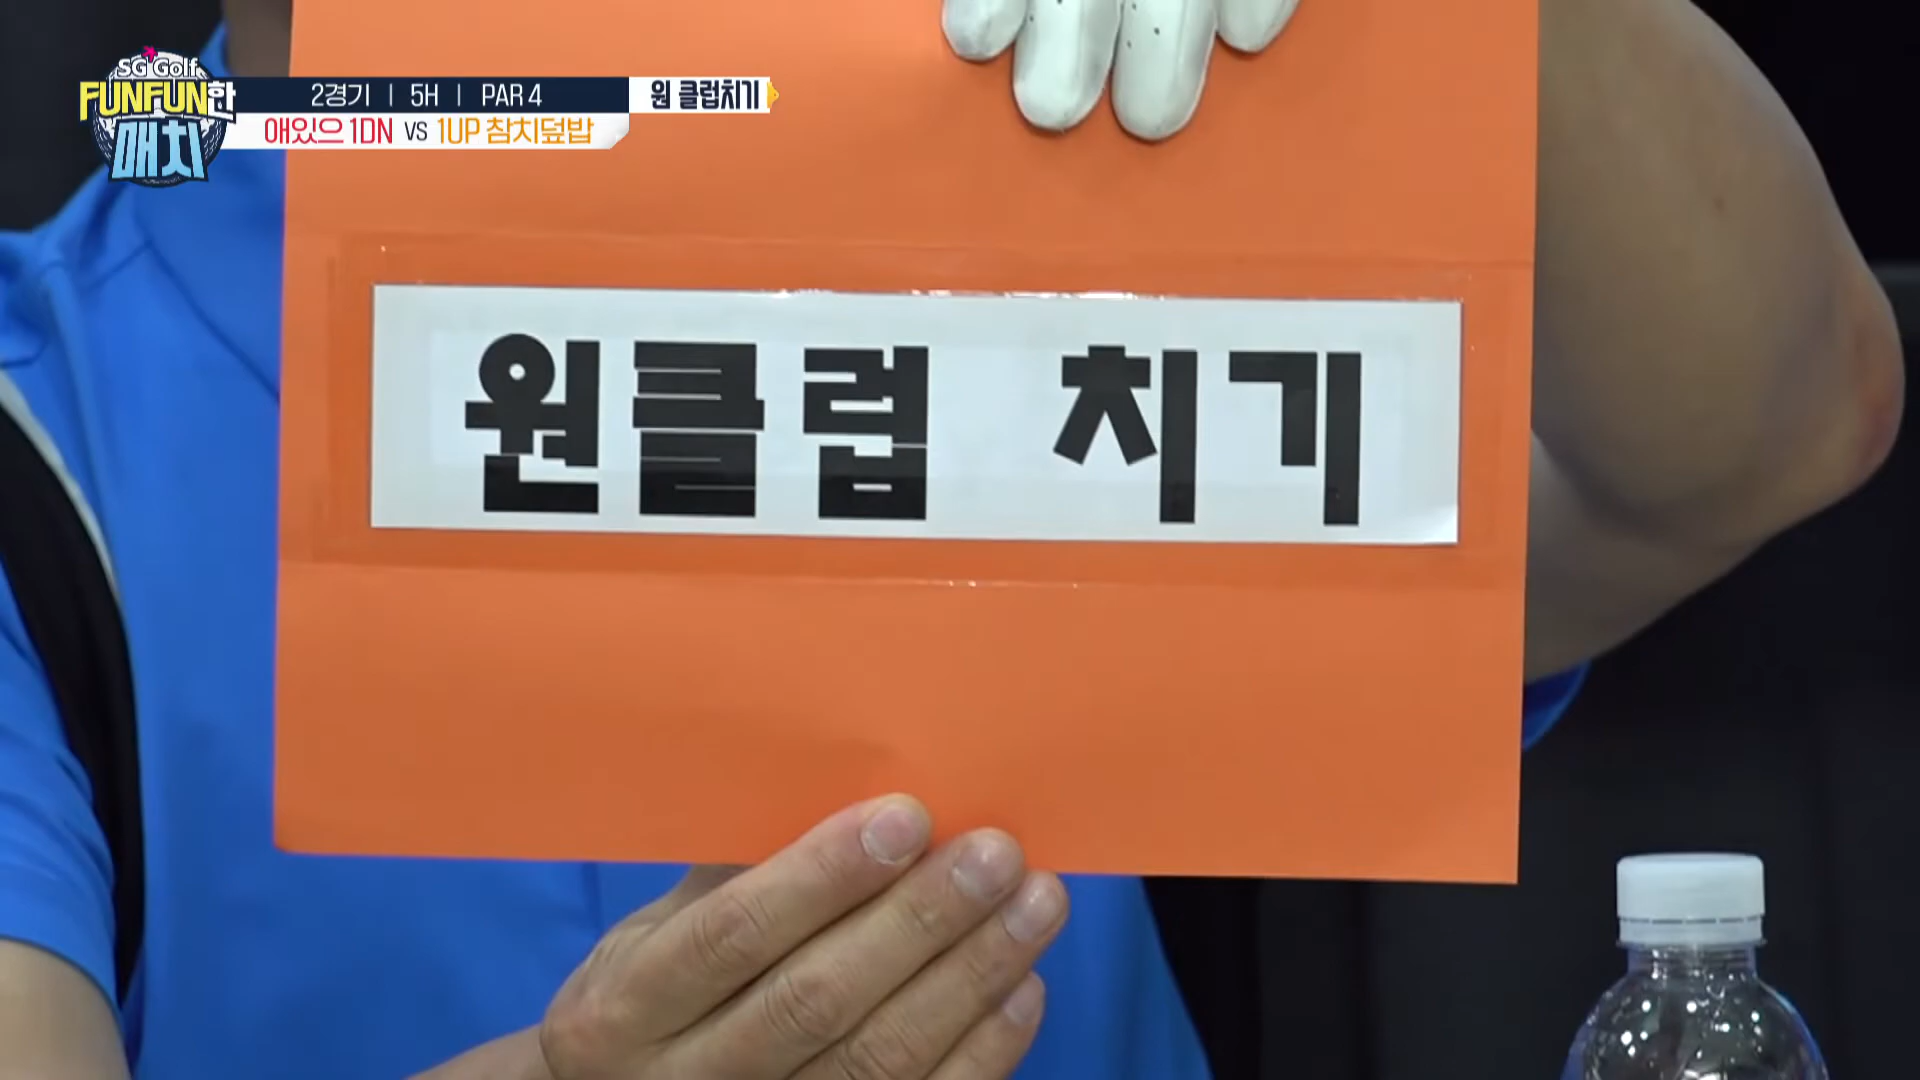 SG Golf
FUNFUN한
매치
2경기 | 5H | PAR 4
원 클럽치기
애있으 1DN VS 1UP 참치덮밥
원클럽 치기